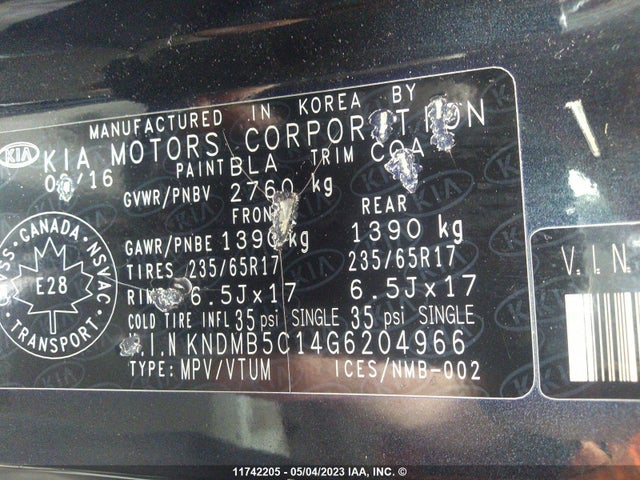 MANUFACTURED IN KOREA BY
KIA KIA MOTORS CORPORATION
/16 PAINT BLA TRIM
GVWR/PNBV 2760 kg
FRONT REAR
GAWR/PNBE 1390 kg 1390 kg
TIRES 235/65R17 235/65R17
RIM 6.5Jx17 6.5Jx17
COLD TIRE INFL 35 psi SINGLE 35 psi SINGLE
V.I.N KNDMB5C14G6204966
TYPE: MPV/VTUM ICES/NMB-002
CANADA NSVAC
E28
TRANSPORT
V.I.N
11742205 - 05/04/2023 IAA, INC. ©